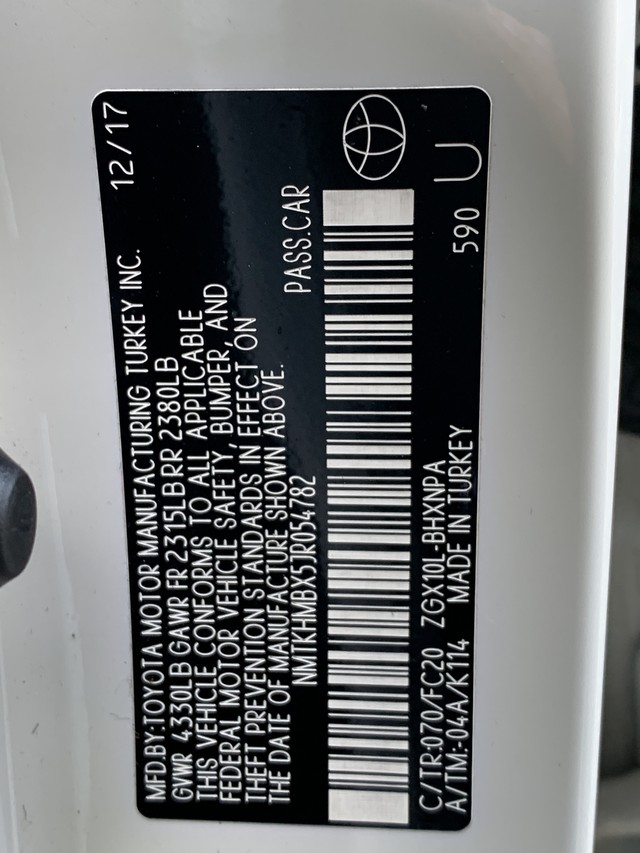 MFD.BY:TOYOTA MOTOR MANUFACTURING TURKEY INC. 12/17
GVWR 4330LB GAWR FR 2315LB RR 2380LB
THIS VEHICLE CONFORMS TO ALL APPLICABLE
FEDERAL MOTOR VEHICLE SAFETY, BUMPER, AND
THEFT PREVENTION STANDARDS IN EFFECT ON
THE DATE OF MANUFACTURE SHOWN ABOVE.
NMTKHMBX5JR054782 PASS.CAR
C/TR:070/FC20 ZGX10L-BHXNPA
A/TM:-04A/K114 MADE IN TURKEY 590 U